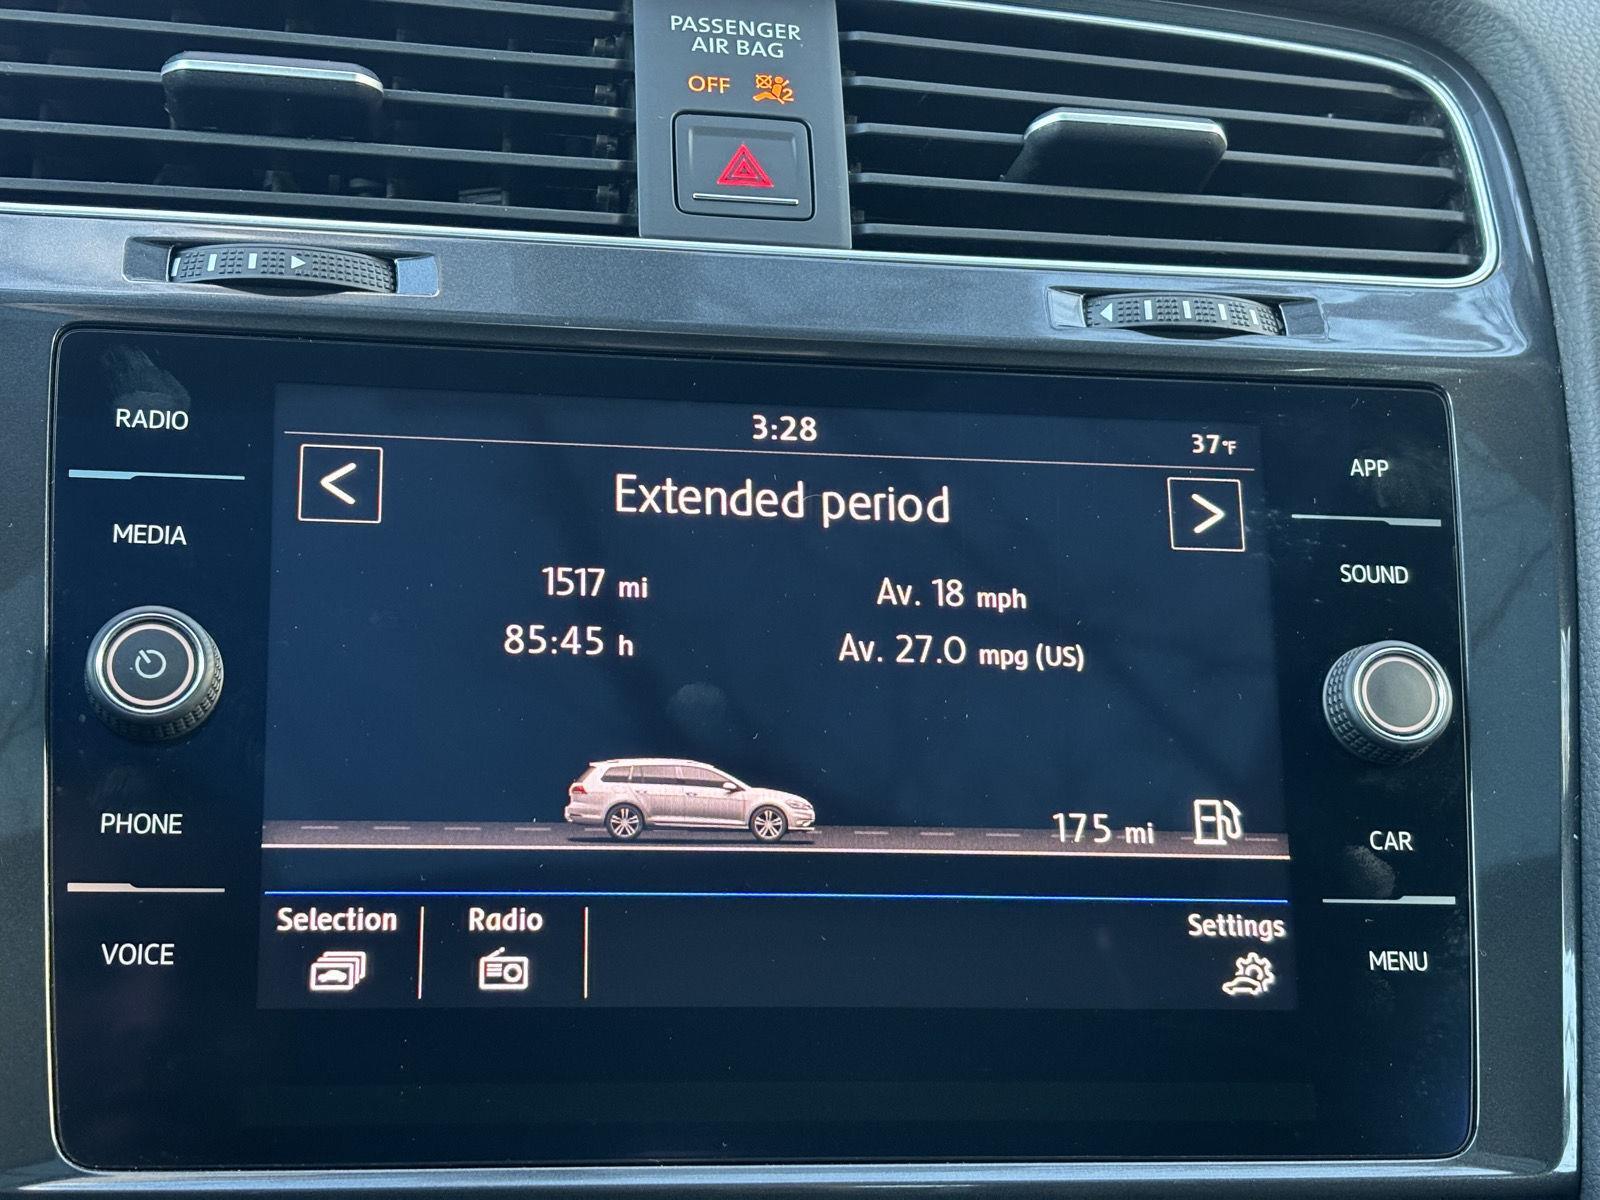 PASSENGER
AIR BAG
OFF 2
RADIO
MEDIA
PHONE
VOICE
3:28
37°F
< Extended period >
1517 mi
Av. 18 mph
85:45 h
Av. 27.0 mpg (US)
175 mi
Selection
Radio
Settings
APP
SOUND
CAR
MENU